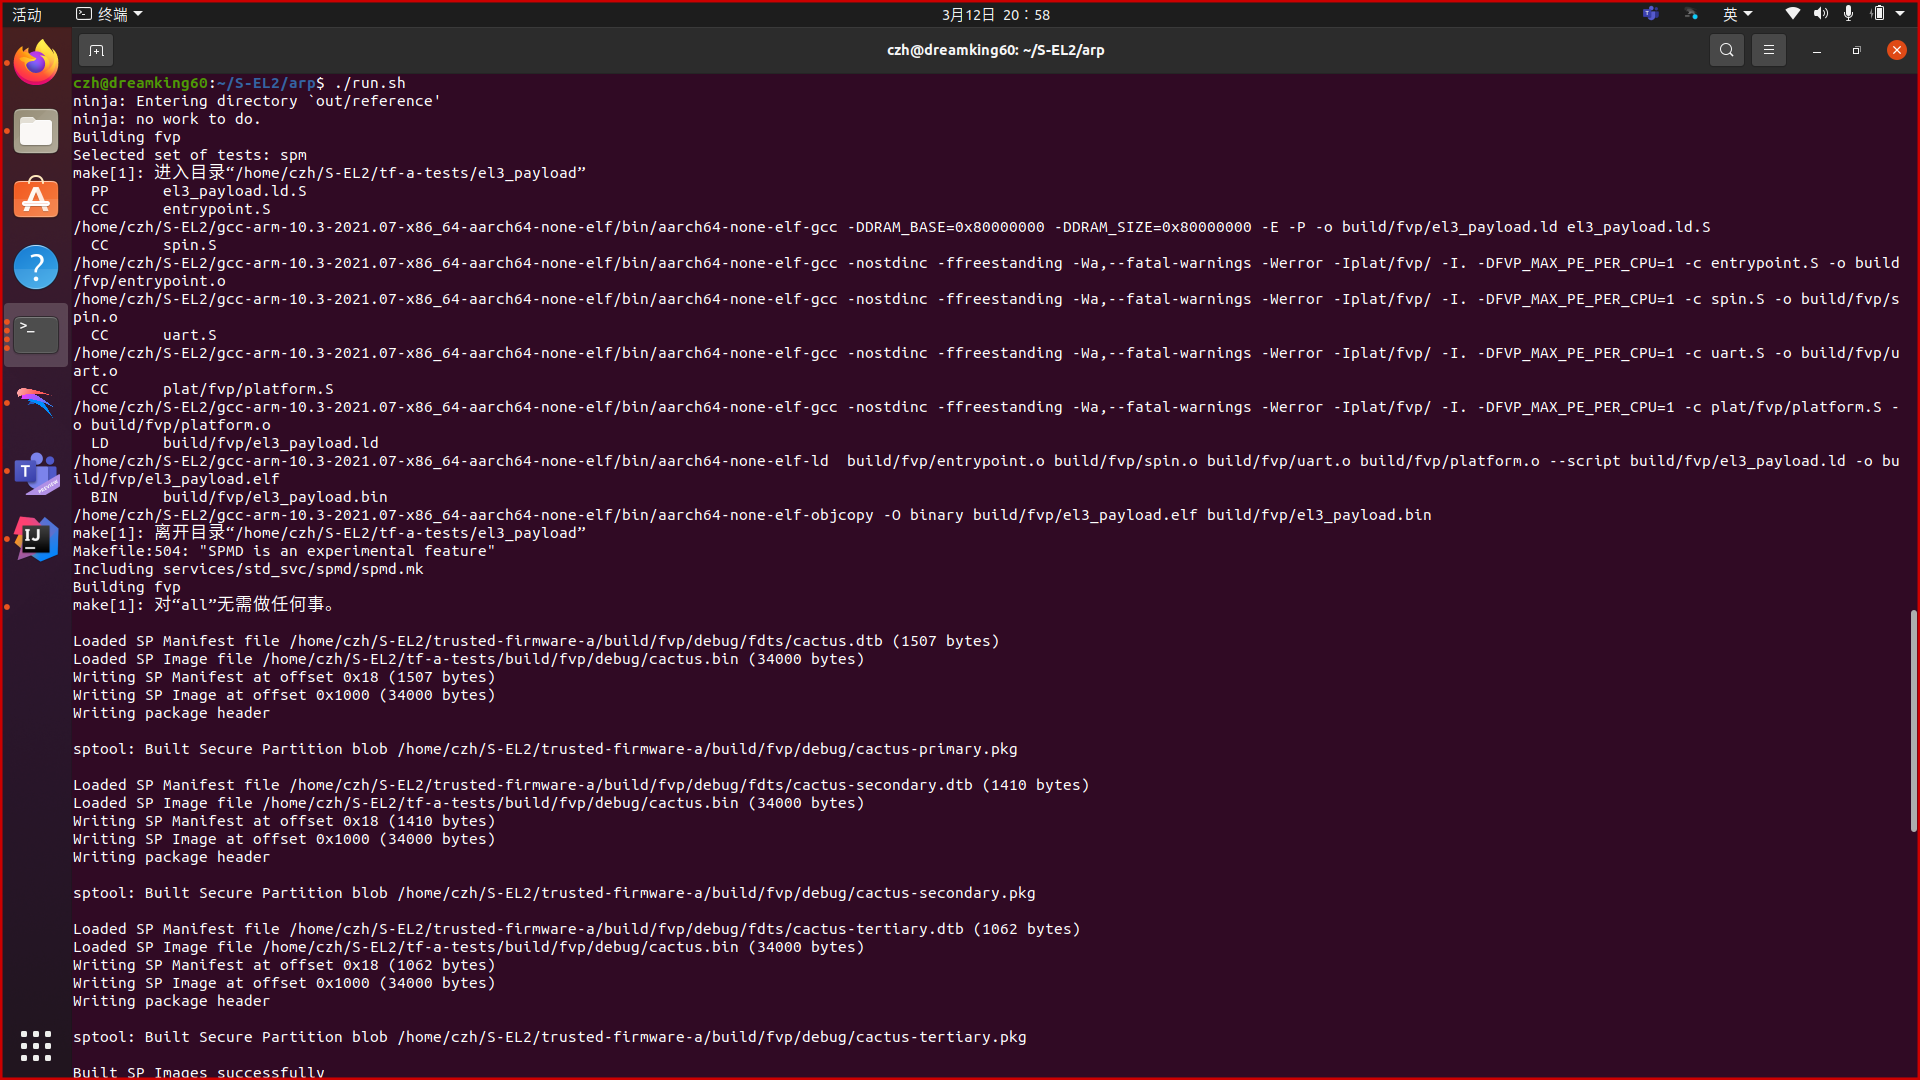 活动
终端
3月12日 20：58
英
czh@dreamking60: ~/S-EL2/arp
czh@dreamking60:~/S-EL2/arp$ ./run.sh
ninja: Entering directory `out/reference'
ninja: no work to do.
Building fvp
Selected set of tests: spm
make[1]: 进入目录“/home/czh/S-EL2/tf-a-tests/el3_payload”
  PP      el3_payload.ld.S
  CC      entrypoint.S
/home/czh/S-EL2/gcc-arm-10.3-2021.07-x86_64-aarch64-none-elf/bin/aarch64-none-elf-gcc -DDRAM_BASE=0x80000000 -DDRAM_SIZE=0x80000000 -E -P -o build/fvp/el3_payload.ld el3_payload.ld.S
  CC      spin.S
/home/czh/S-EL2/gcc-arm-10.3-2021.07-x86_64-aarch64-none-elf/bin/aarch64-none-elf-gcc -nostdinc -ffreestanding -Wa,--fatal-warnings -Werror -Iplat/fvp/ -I. -DFVP_MAX_PE_PER_CPU=1 -c entrypoint.S -o build
/fvp/entrypoint.o
/home/czh/S-EL2/gcc-arm-10.3-2021.07-x86_64-aarch64-none-elf/bin/aarch64-none-elf-gcc -nostdinc -ffreestanding -Wa,--fatal-warnings -Werror -Iplat/fvp/ -I. -DFVP_MAX_PE_PER_CPU=1 -c spin.S -o build/fvp/s
pin.o
  CC      uart.S
/home/czh/S-EL2/gcc-arm-10.3-2021.07-x86_64-aarch64-none-elf/bin/aarch64-none-elf-gcc -nostdinc -ffreestanding -Wa,--fatal-warnings -Werror -Iplat/fvp/ -I. -DFVP_MAX_PE_PER_CPU=1 -c uart.S -o build/fvp/u
art.o
  CC      plat/fvp/platform.S
/home/czh/S-EL2/gcc-arm-10.3-2021.07-x86_64-aarch64-none-elf/bin/aarch64-none-elf-gcc -nostdinc -ffreestanding -Wa,--fatal-warnings -Werror -Iplat/fvp/ -I. -DFVP_MAX_PE_PER_CPU=1 -c plat/fvp/platform.S -
o build/fvp/platform.o
  LD      build/fvp/el3_payload.ld
/home/czh/S-EL2/gcc-arm-10.3-2021.07-x86_64-aarch64-none-elf/bin/aarch64-none-elf-ld  build/fvp/entrypoint.o build/fvp/spin.o build/fvp/uart.o build/fvp/platform.o --script build/fvp/el3_payload.ld -o bu
ild/fvp/el3_payload.elf
  BIN     build/fvp/el3_payload.bin
/home/czh/S-EL2/gcc-arm-10.3-2021.07-x86_64-aarch64-none-elf/bin/aarch64-none-elf-objcopy -O binary build/fvp/el3_payload.elf build/fvp/el3_payload.bin
make[1]: 离开目录“/home/czh/S-EL2/tf-a-tests/el3_payload”
Makefile:504: "SPMD is an experimental feature"
Including services/std_svc/spmd/spmd.mk
Building fvp
make[1]: 对“all”无需做任何事。
Loaded SP Manifest file /home/czh/S-EL2/trusted-firmware-a/build/fvp/debug/fdts/cactus.dtb (1507 bytes)
Loaded SP Image file /home/czh/S-EL2/tf-a-tests/build/fvp/debug/cactus.bin (34000 bytes)
Writing SP Manifest at offset 0x18 (1507 bytes)
Writing SP Image at offset 0x1000 (34000 bytes)
Writing package header
sptool: Built Secure Partition blob /home/czh/S-EL2/trusted-firmware-a/build/fvp/debug/cactus-primary.pkg
Loaded SP Manifest file /home/czh/S-EL2/trusted-firmware-a/build/fvp/debug/fdts/cactus-secondary.dtb (1410 bytes)
Loaded SP Image file /home/czh/S-EL2/tf-a-tests/build/fvp/debug/cactus.bin (34000 bytes)
Writing SP Manifest at offset 0x18 (1410 bytes)
Writing SP Image at offset 0x1000 (34000 bytes)
Writing package header
sptool: Built Secure Partition blob /home/czh/S-EL2/trusted-firmware-a/build/fvp/debug/cactus-secondary.pkg
Loaded SP Manifest file /home/czh/S-EL2/trusted-firmware-a/build/fvp/debug/fdts/cactus-tertiary.dtb (1062 bytes)
Loaded SP Image file /home/czh/S-EL2/tf-a-tests/build/fvp/debug/cactus.bin (34000 bytes)
Writing SP Manifest at offset 0x18 (1062 bytes)
Writing SP Image at offset 0x1000 (34000 bytes)
Writing package header
sptool: Built Secure Partition blob /home/czh/S-EL2/trusted-firmware-a/build/fvp/debug/cactus-tertiary.pkg
Built SP Images successfully